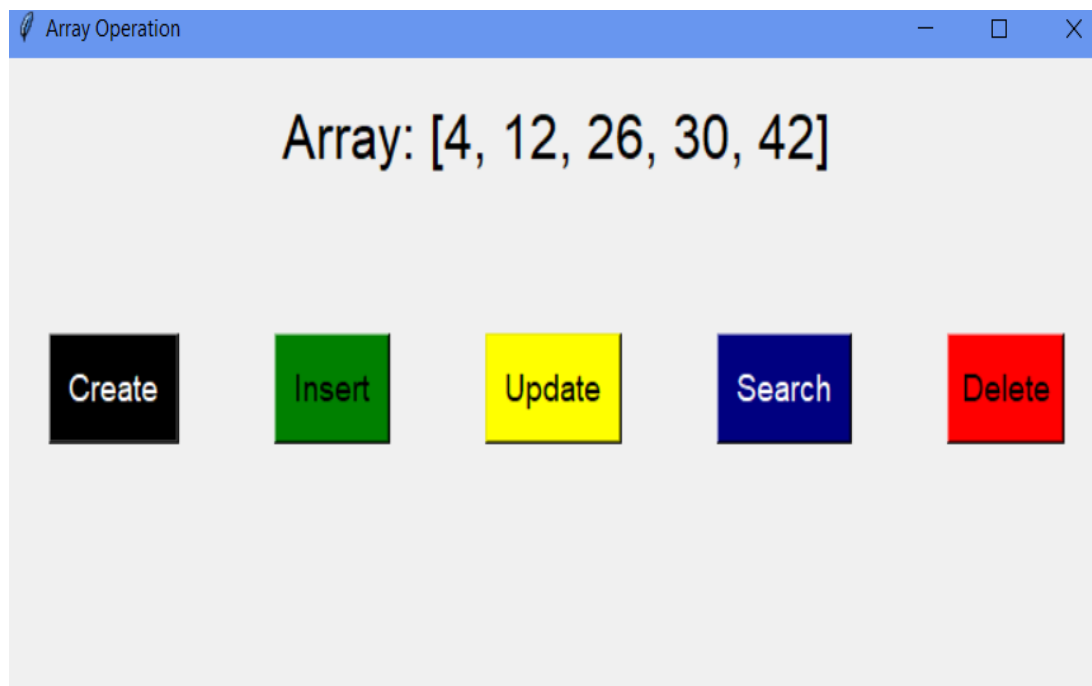 Array Operation
Array: [4, 12, 26, 30, 42]
Create Insert Update Search Delete